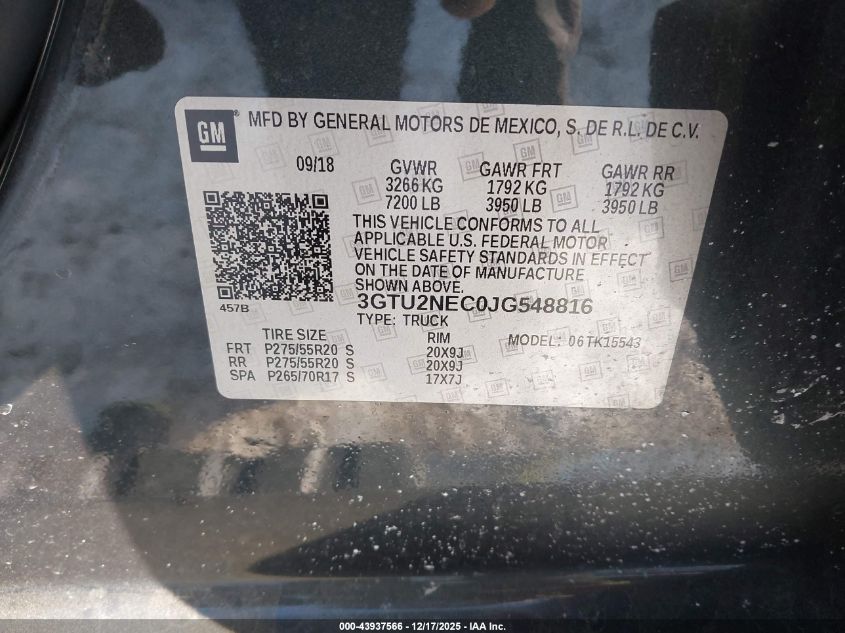 GM MFD BY GENERAL MOTORS DE MEXICO, S. DE R.L. DE C.V.
09/18
GVWR GAWR FRT GAWR RR
3266 KG 1792 KG 1792 KG
7200 LB 3950 LB 3950 LB
THIS VEHICLE CONFORMS TO ALL
APPLICABLE U.S. FEDERAL MOTOR
VEHICLE SAFETY STANDARDS IN EFFECT
ON THE DATE OF MANUFACTURE
SHOWN ABOVE.
457B
3GTU2NEC0JG548816
TYPE: TRUCK
TIRE SIZE RIM MODEL: 06TK15543
FRT P275/55R20 S 20X9J
RR P275/55R20 S 20X9J
SPA P265/70R17 S 17X7J
000-43937566 – 12/17/2025 – IAA Inc.